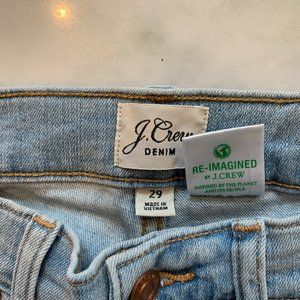 J.Crew
DENIM
29
MADE IN
VIETNAM
RE-IMAGINED
BY J.CREW
INSPIRED BY THE PLANET
AND ITS PEOPLE.